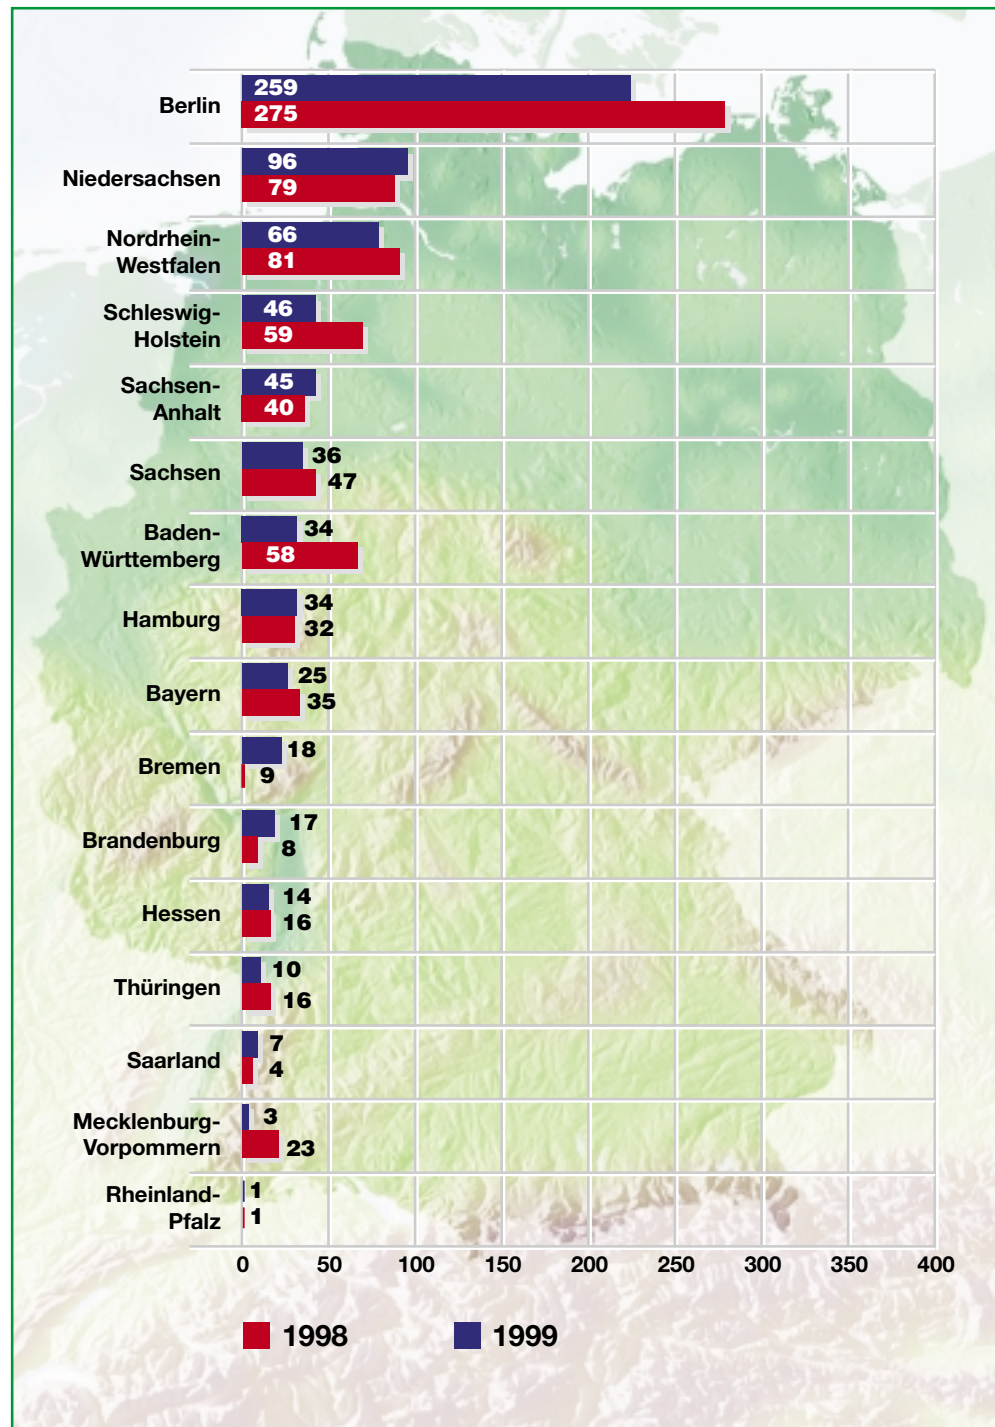 Berlin
259
275
Niedersachsen
96
79
Nordrhein-
Westfalen
66
81
Schleswig-
Holstein
46
59
Sachsen-
Anhalt
45
40
Sachsen
36
47
Baden-
Württemberg
34
58
Hamburg
34
32
Bayern
25
35
Bremen
18
9
Brandenburg
17
8
Hessen
14
16
Thüringen
10
16
Saarland
7
4
Mecklenburg-
Vorpommern
3
23
Rheinland-
Pfalz
1
1
0 50 100 150 200 250 300 350 400
1998 1999